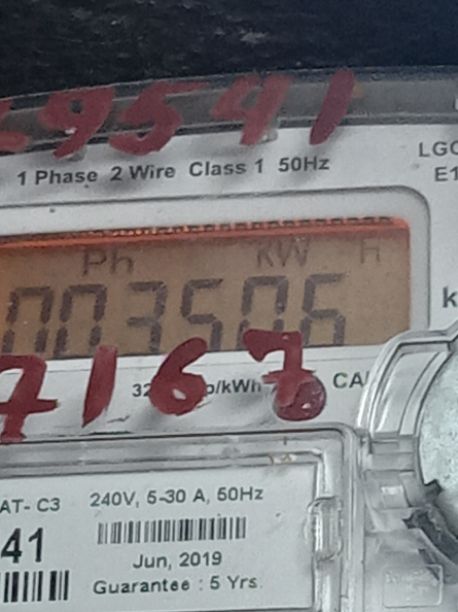 9541
1 Phase 2 Wire Class 1 50Hz
LGC
E1
Ph kW H
003506
k
7167
32 p/kWh CA
AT- C3 240V, 5-30 A, 50Hz
41
Jun, 2019
Guarantee : 5 Yrs.